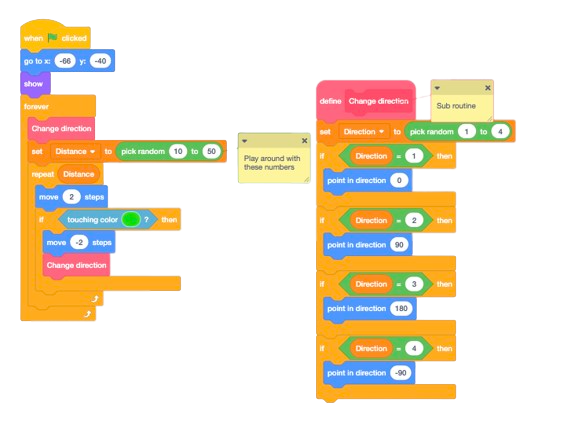 when clicked
go to x: -66 y: -40
show
forever
Change direction
set Distance to pick random 10 to 50
repeat Distance
move 2 steps
if touching color ? then
move -2 steps
Change direction
Play around with
these numbers
define Change direction
Sub routine
set Direction to pick random 1 to 4
if Direction = 1 then
point in direction 0
if Direction = 2 then
point in direction 90
if Direction = 3 then
point in direction 180
if Direction = 4 then
point in direction -90